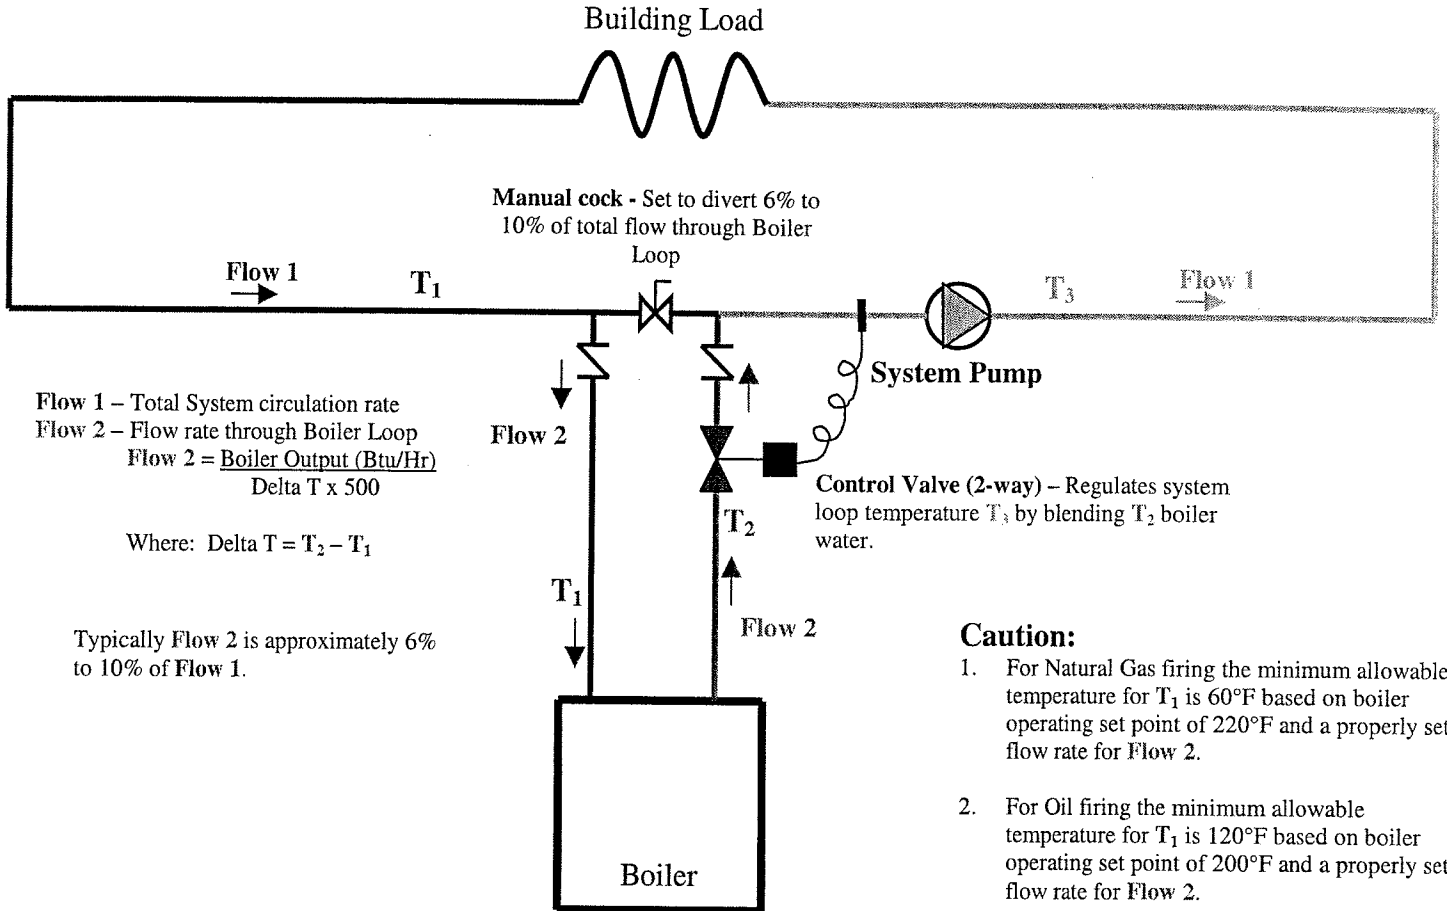 Building Load
Manual cock - Set to divert 6% to
10% of total flow through Boiler
Loop
Flow 1
T₁
T₃
Flow 1
System Pump
Flow 1 – Total System circulation rate
Flow 2 – Flow rate through Boiler Loop
Flow 2 = Boiler Output (Btu/Hr)
Delta T x 500
Where: Delta T = T₂ – T₁
Typically Flow 2 is approximately 6%
to 10% of Flow 1.
Flow 2
Control Valve (2-way) – Regulates system
loop temperature T₃ by blending T₂ boiler
water.
T₂
T₁
Flow 2
Boiler
Caution:
1. For Natural Gas firing the minimum allowable
temperature for T₁ is 60°F based on boiler
operating set point of 220°F and a properly set
flow rate for Flow 2.
2. For Oil firing the minimum allowable
temperature for T₁ is 120°F based on boiler
operating set point of 200°F and a properly set
flow rate for Flow 2.